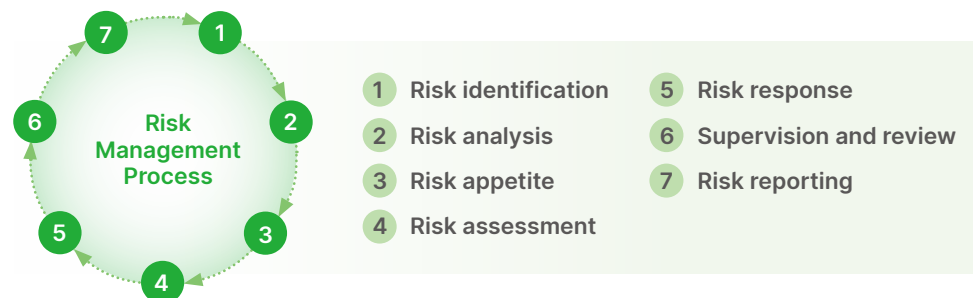 7
1
6
2
Risk
Management
Process
5
3
4
1 Risk identification
2 Risk analysis
3 Risk appetite
4 Risk assessment
5 Risk response
6 Supervision and review
7 Risk reporting